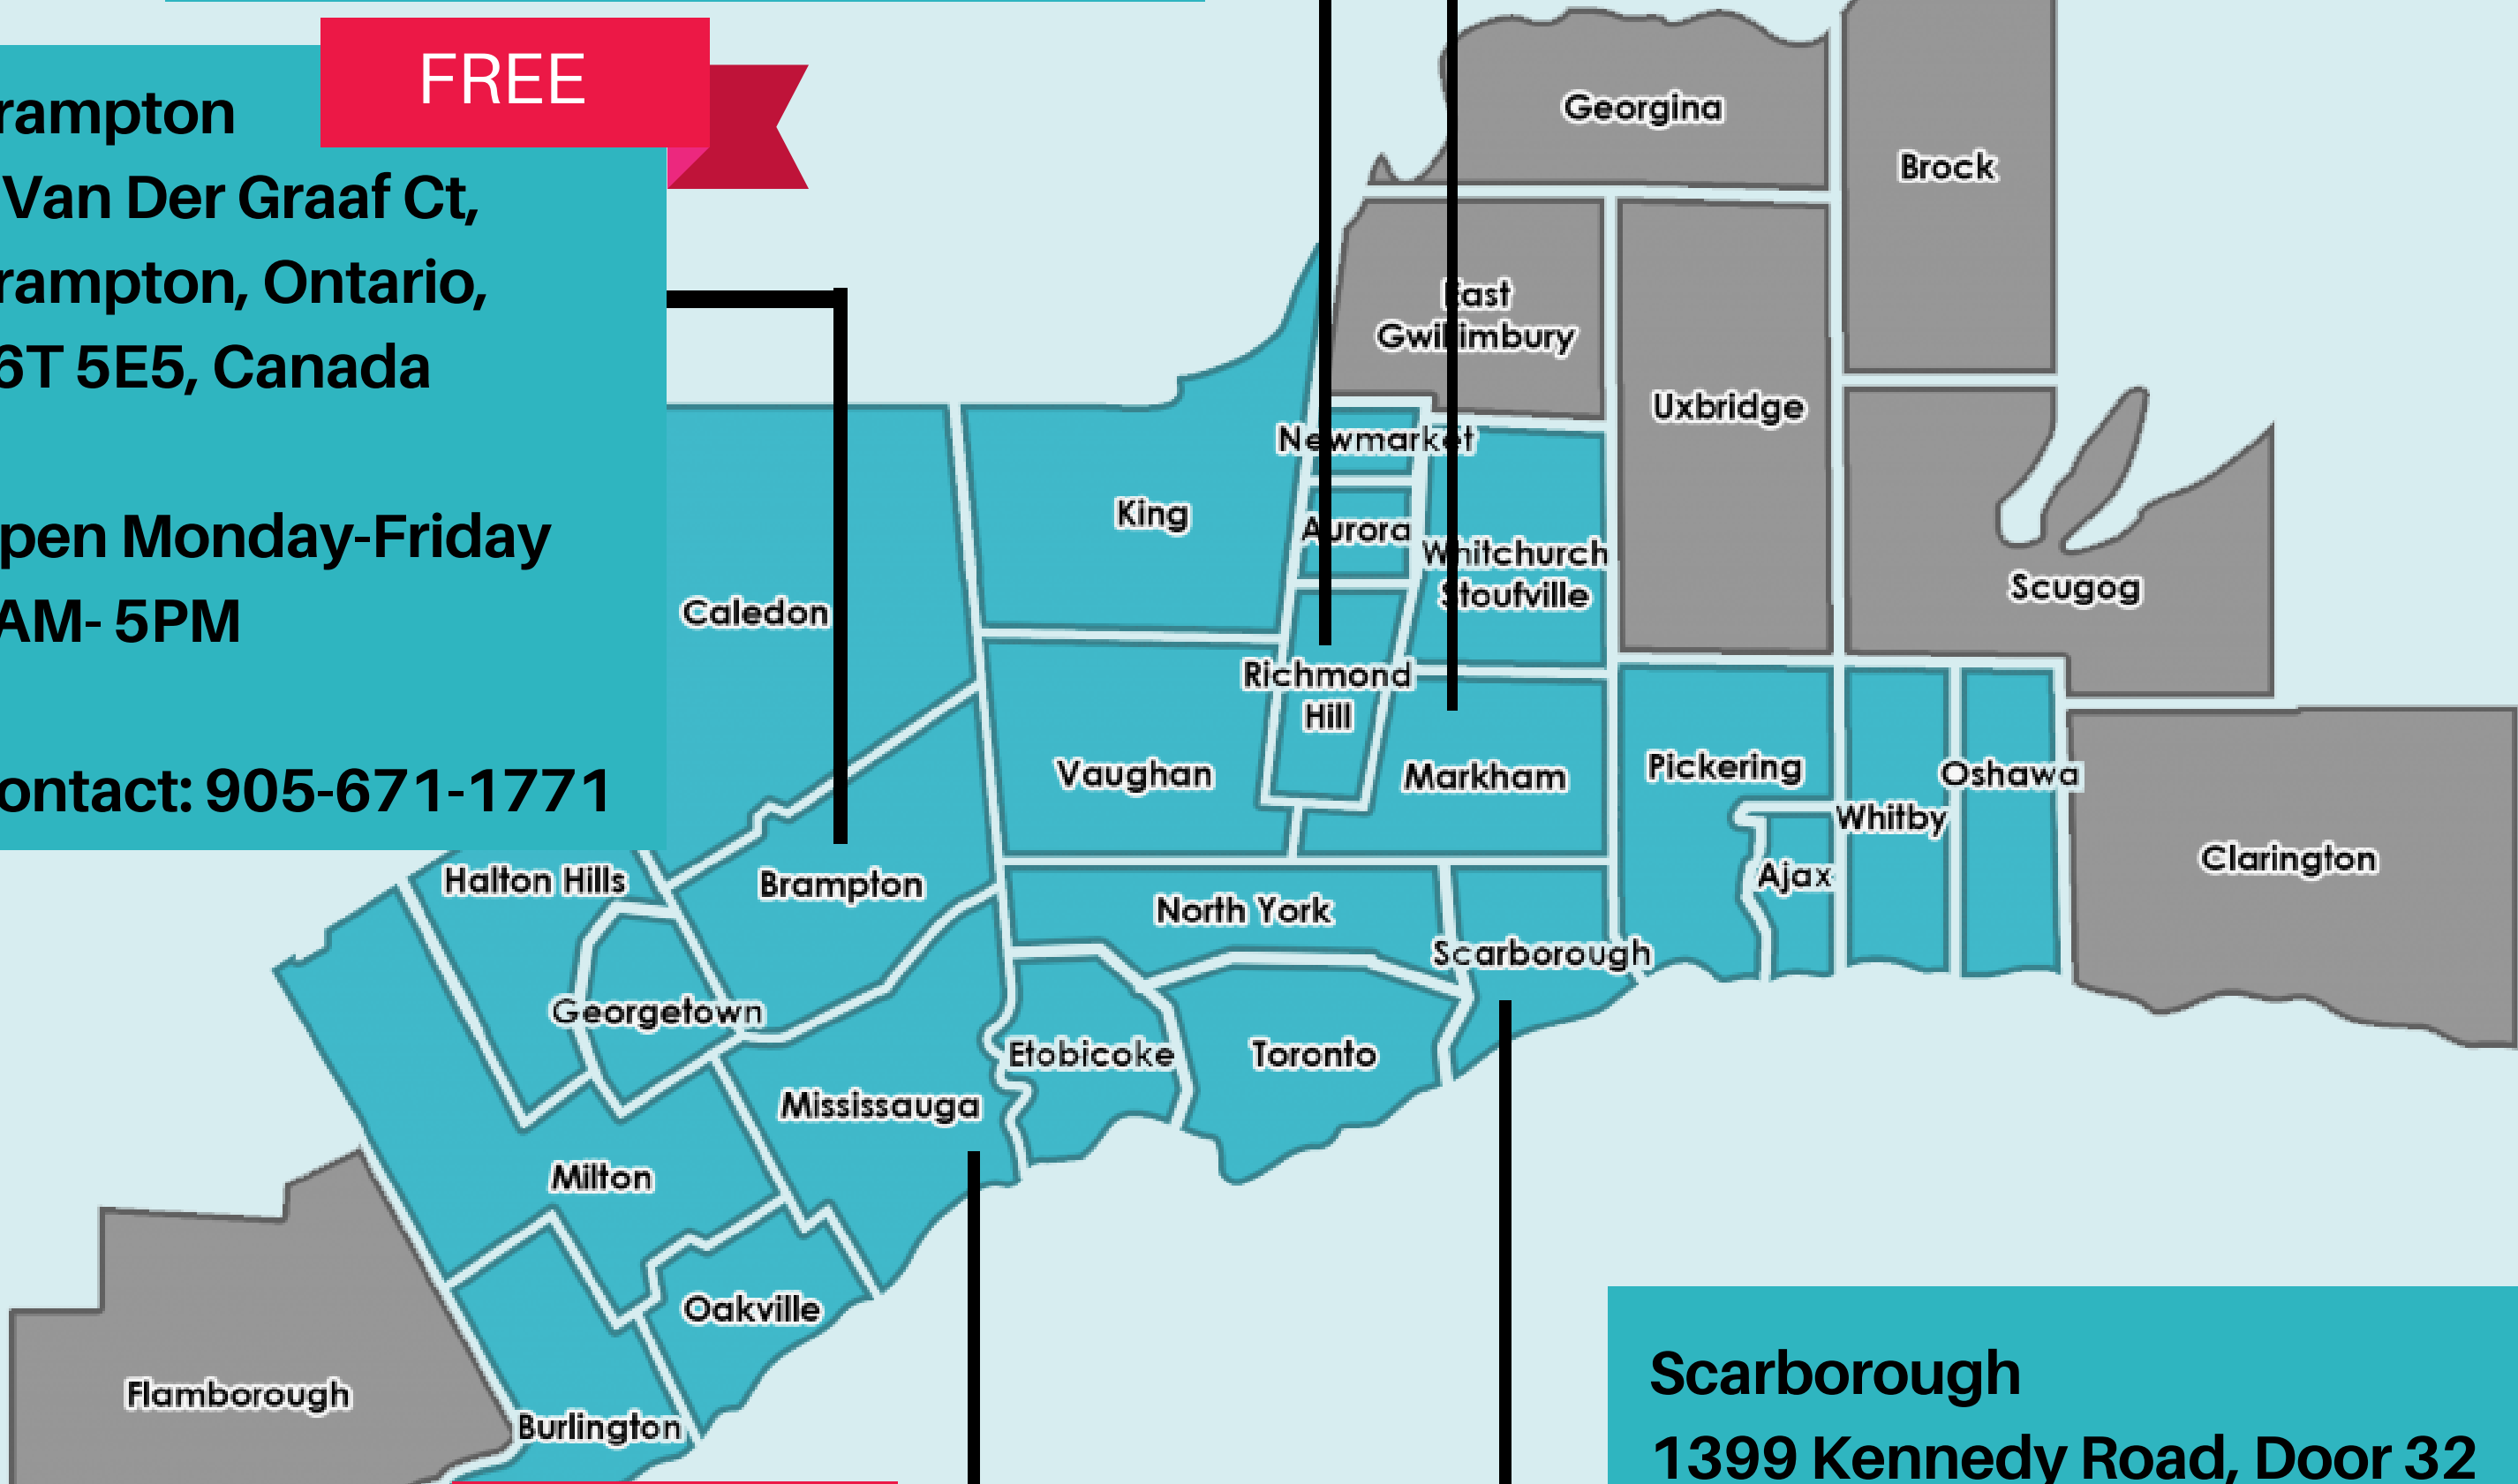 FREE
rampton
Van Der Graaf Ct,
rampton, Ontario,
6T 5E5, Canada
pen Monday-Friday
AM- 5PM
ontact: 905-671-1771
Georgina
Brock
East
Gwillimbury
Uxbridge
Newmarket
King
Aurora
Whitchurch
Stoufville
Scugog
Caledon
Richmond
Hill
Vaughan
Markham
Pickering
Oshawa
Whitby
Ajax
Clarington
Halton Hills
Brampton
North York
Scarborough
Georgetown
Etobicoke
Toronto
Mississauga
Milton
Oakville
Flamborough
Burlington
Scarborough
1399 Kennedy Road, Door 32